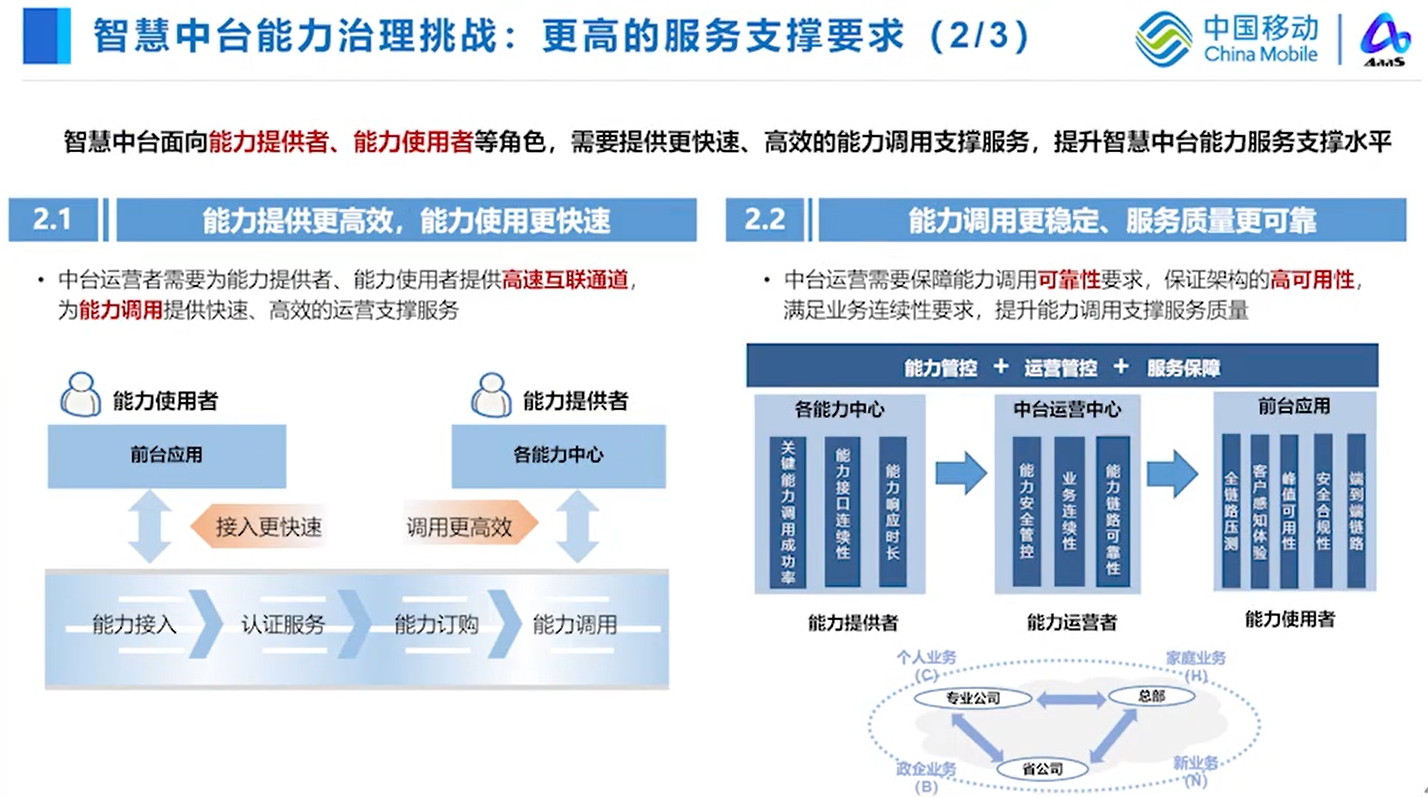 智慧中台能力治理挑战：更高的服务支撑要求（2/3）
中国移动
China Mobile
AaaS
智慧中台面向能力提供者、能力使用者等角色，需要提供更快速、高效的能力调用支撑服务，提升智慧中台能力服务支撑水平
2.1
能力提供更高效，能力使用更快速
• 中台运营者需要为能力提供者、能力使用者提供高速互联通道，
为能力调用提供快速、高效的运营支撑服务
能力使用者
能力提供者
前台应用
各能力中心
接入更快速
调用更高效
能力接入
认证服务
能力订购
能力调用
2.2
能力调用更稳定、服务质量更可靠
• 中台运营需要保障能力调用可靠性要求，保证架构的高可用性，
满足业务连续性要求，提升能力调用支撑服务质量
能力管控 + 运营管控 + 服务保障
各能力中心
关键能力调用成功率
能力接口连续性
能力响应时长
能力提供者
中台运营中心
能力安全管控
业务连续性
能力链路可靠性
能力运营者
前台应用
全链路压测
客户感知体验
峰值可用性
安全合规性
端到端链路
能力使用者
个人业务
(C)
家庭业务
(H)
专业公司
总部
省公司
政企业务
(B)
新业务
(N)